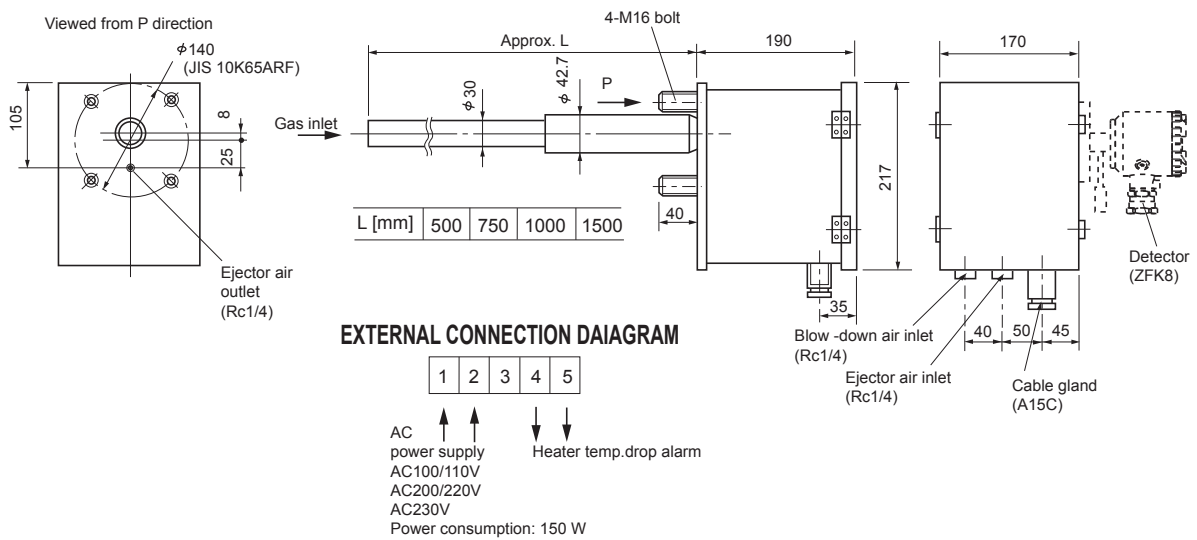 Viewed from P direction
ϕ140
(JIS 10K65ARF)
105
8
25
Ejector air
outlet
(Rc1/4)
Gas inlet
Approx. L
190
4-M16 bolt
P
ϕ30
ϕ 42.7
40
L [mm] 500 750 1000 1500
217
35
170
Detector
(ZFK8)
Blow -down air inlet
(Rc1/4)
40 50 45
Ejector air inlet
(Rc1/4)
Cable gland
(A15C)
EXTERNAL CONNECTION DAIAGRAM
1 2 3 4 5
AC
power supply
AC100/110V
AC200/220V
AC230V
Power consumption: 150 W
Heater temp.drop alarm